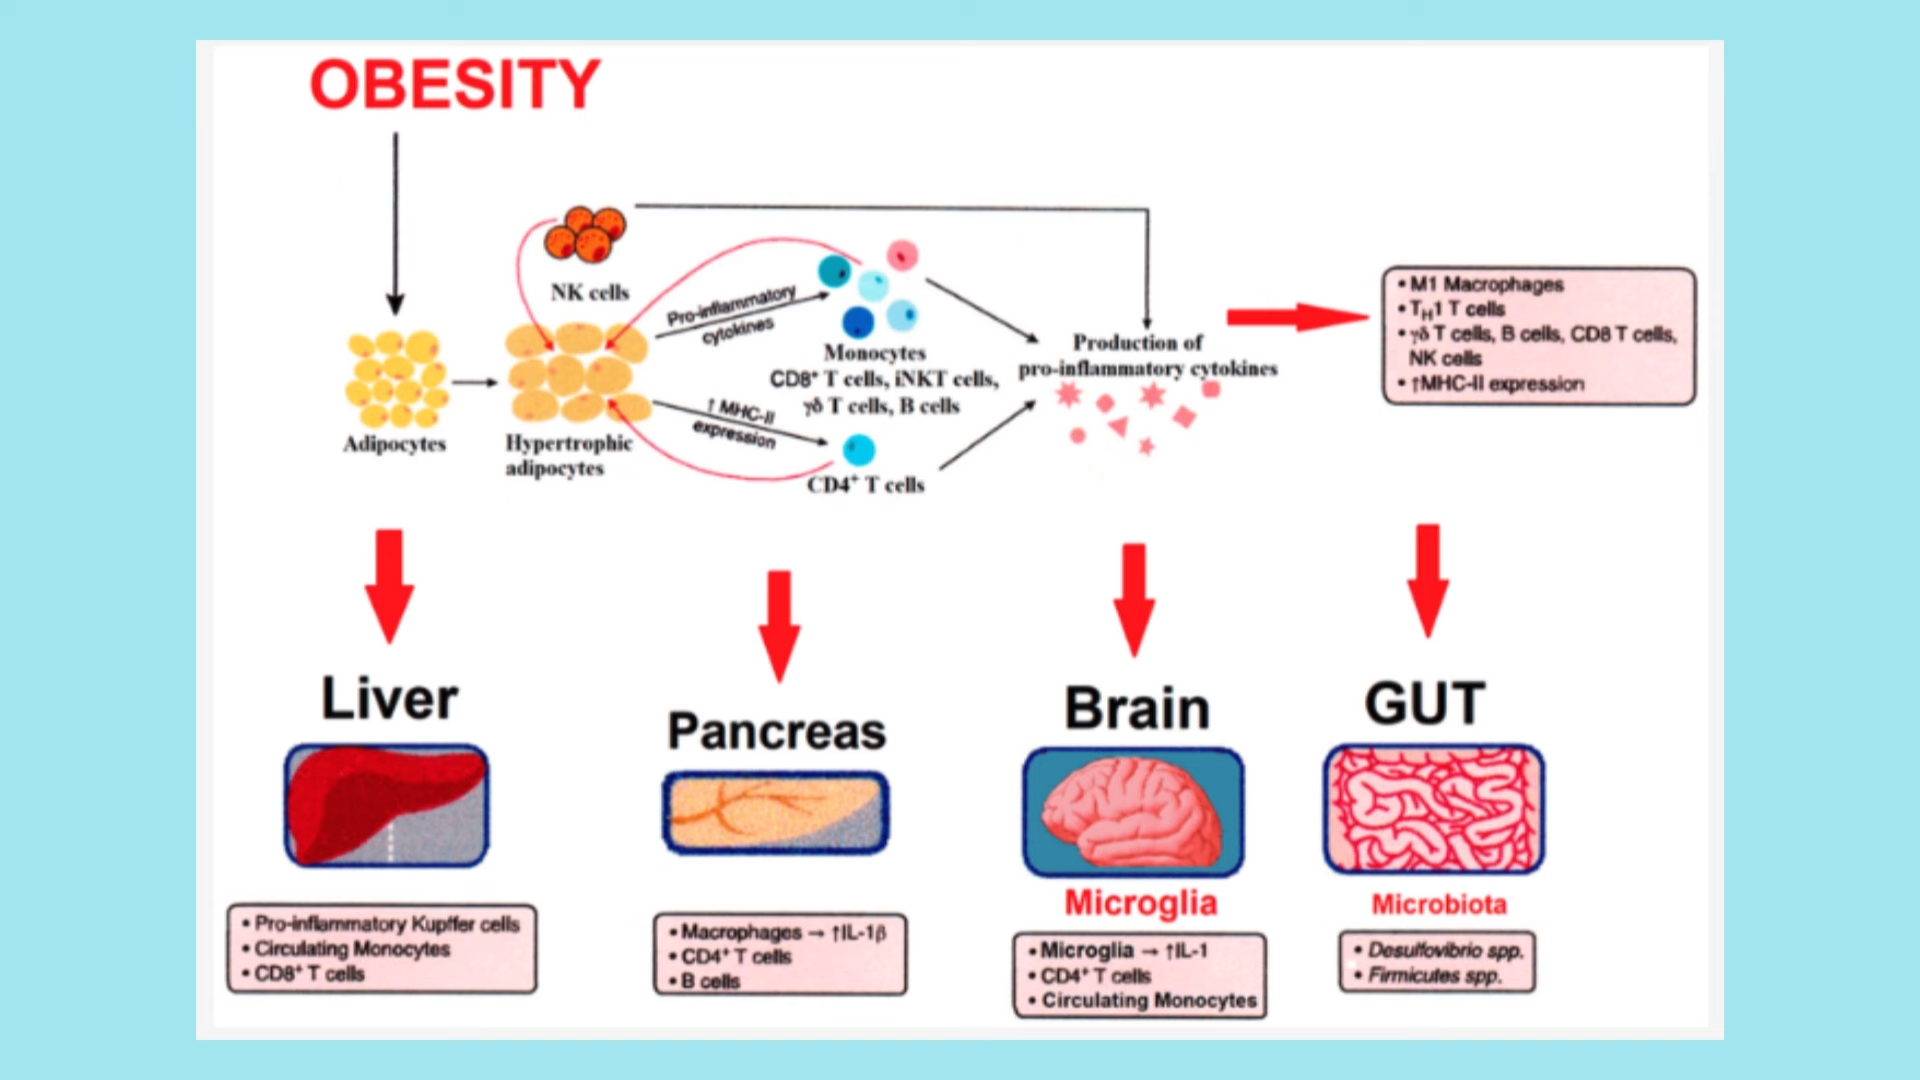 OBESITY
NK cells
Pro-inflammatory
cytokines
Monocytes
CD8⁺ T cells, iNKT cells,
γδ T cells, B cells
↑ MHC-II
expression
CD4⁺ T cells
Adipocytes
Hypertrophic
adipocytes
Production of
pro-inflammatory cytokines
• M1 Macrophages
• T_H1 T cells
• γδ T cells, B cells, CD8 T cells,
NK cells
• ↑MHC-II expression
Liver
• Pro-inflammatory Kupffer cells
• Circulating Monocytes
• CD8⁺ T cells
Pancreas
• Macrophages → ↑IL-1β
• CD4⁺ T cells
• B cells
Brain
Microglia
• Microglia → ↑IL-1
• CD4⁺ T cells
• Circulating Monocytes
GUT
Microbiota
• Desulfovibrio spp.
• Firmicutes spp.